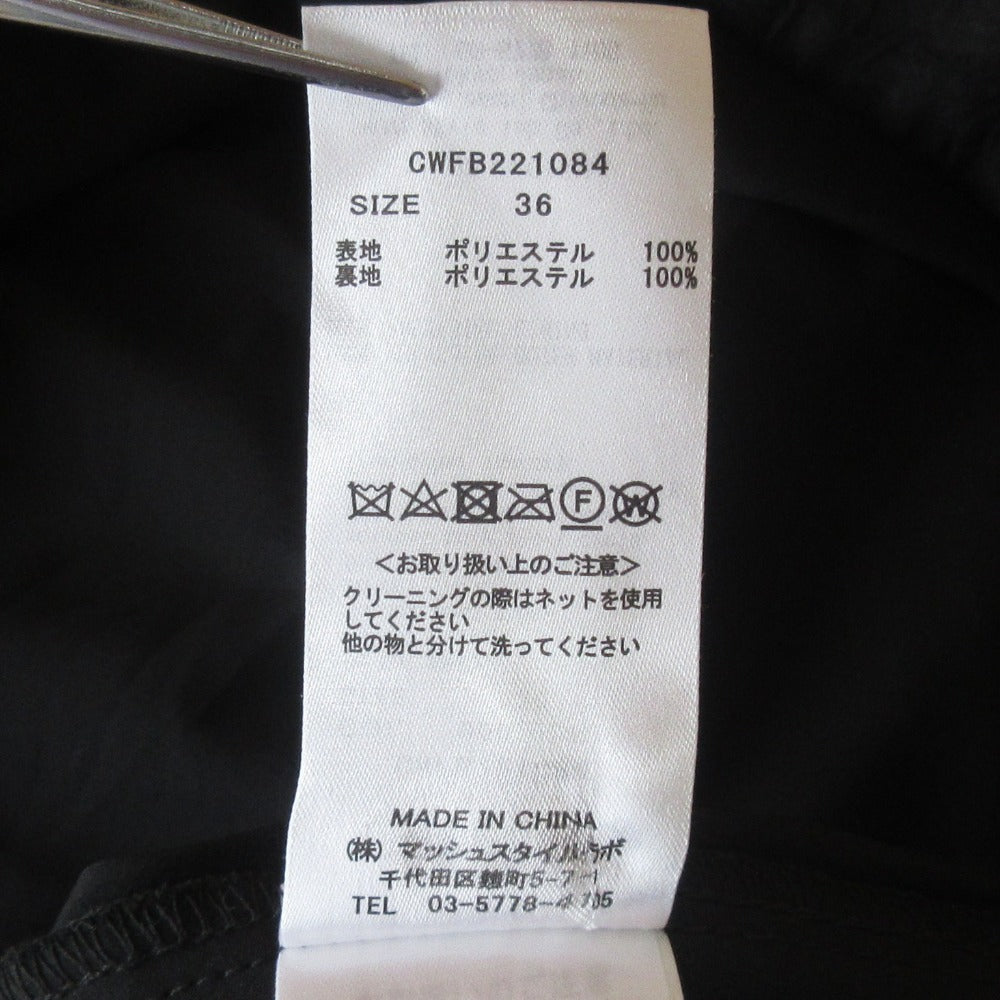 CWFB221084
SIZE 36
表地 ポリエステル 100%
裏地 ポリエステル 100%
F W
<お取り扱い上のご注意>
クリーニングの際はネットを使用
してください
他の物と分けて洗ってください
MADE IN CHINA
(株) マッシュスタイルラボ
千代田区麹町5-7-1
TEL 03-5778-4705